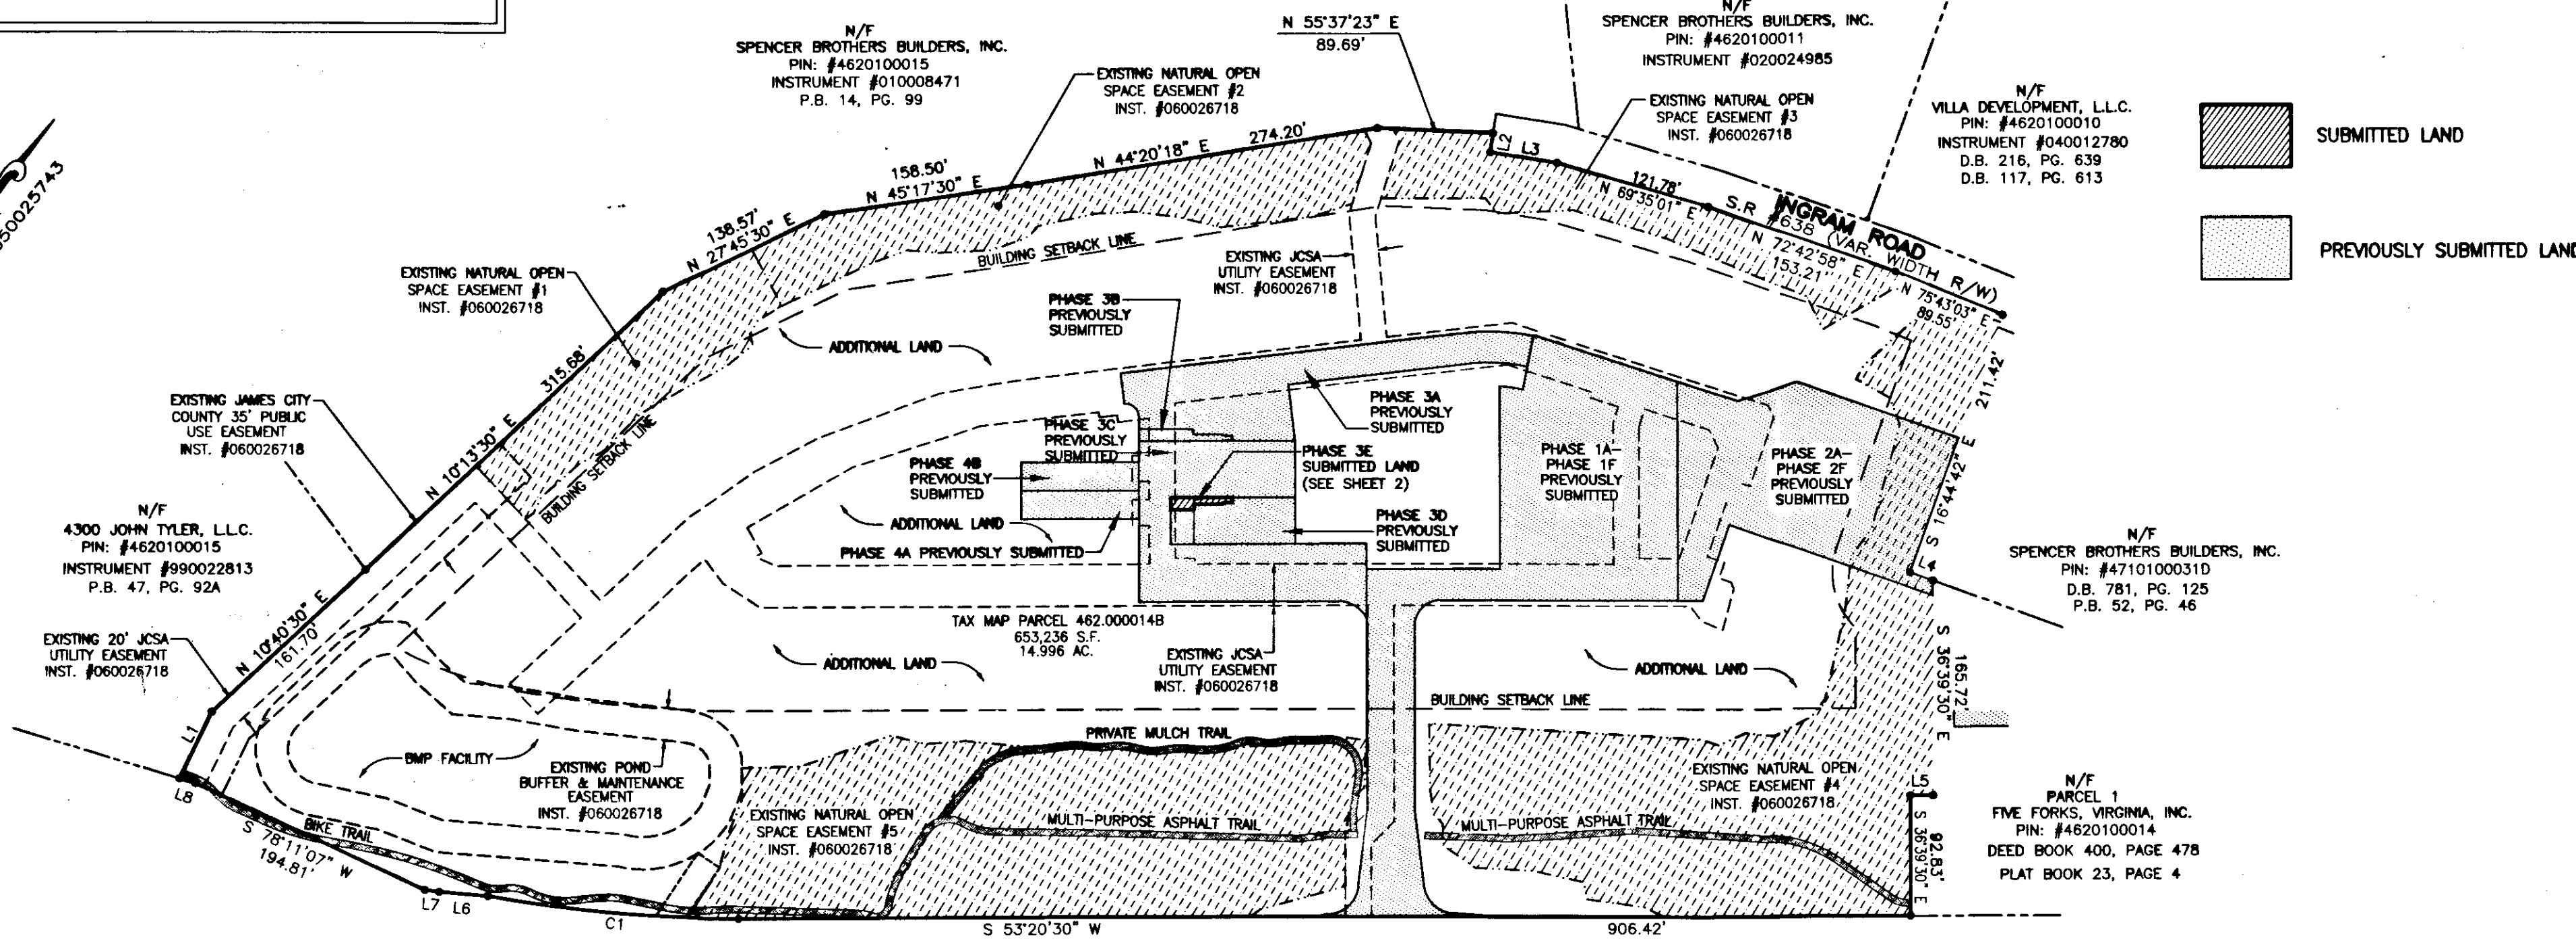 N/F
SPENCER BROTHERS BUILDERS, INC.
PIN: #4620100015
INSTRUMENT #010008471
P.B. 14, PG. 99
EXISTING NATURAL OPEN
SPACE EASEMENT #2
INST. #060026718
N 55°37'23" E
89.69'
N/F
SPENCER BROTHERS BUILDERS, INC.
PIN: #4620100011
INSTRUMENT #020024985
EXISTING NATURAL OPEN
SPACE EASEMENT #3
INST. #060026718
N/F
VILLA DEVELOPMENT, L.L.C.
PIN: #4620100010
INSTRUMENT #040012780
D.B. 216, PG. 639
D.B. 117, PG. 613
SUBMITTED LAND
PREVIOUSLY SUBMITTED LAND
50025743
158.50'
N 45°17'30" E
N 44°20'18" E
274.20'
L2
L3
121.78'
N 69°35'01" E
INGRAM ROAD
S.R #638 (VAR. WIDTH R/W)
N 72°42'58" E
153.21'
N 75°43'03" E
89.55'
138.57'
N 27°45'30" E
BUILDING SETBACK LINE
EXISTING JCSA
UTILITY EASEMENT
INST. #060026718
EXISTING NATURAL OPEN
SPACE EASEMENT #1
INST. #060026718
PHASE 3B
PREVIOUSLY
SUBMITTED
ADDITIONAL LAND
315.68'
N 10°13'30" E
BUILDING SETBACK LINE
EXISTING JAMES CITY
COUNTY 35' PUBLIC
USE EASEMENT
INST. #060026718
PHASE 3A
PREVIOUSLY
SUBMITTED
PHASE 3C
PREVIOUSLY
SUBMITTED
PHASE 3E
SUBMITTED LAND
(SEE SHEET 2)
PHASE 4B
PREVIOUSLY
SUBMITTED
PHASE 1A-
PHASE 1F
PREVIOUSLY
SUBMITTED
PHASE 2A-
PHASE 2F
PREVIOUSLY
SUBMITTED
211.42'
S 16°44'42" E
L4
ADDITIONAL LAND
PHASE 3D
PREVIOUSLY
SUBMITTED
PHASE 4A PREVIOUSLY SUBMITTED
N/F
4300 JOHN TYLER, L.L.C.
PIN: #4620100015
INSTRUMENT #990022813
P.B. 47, PG. 92A
N/F
SPENCER BROTHERS BUILDERS, INC.
PIN: #4710100031D
D.B. 781, PG. 125
P.B. 52, PG. 46
EXISTING 20' JCSA
UTILITY EASEMENT
INST. #060026718
N 10°40'30" E
161.70'
TAX MAP PARCEL 462.000014B
653,236 S.F.
14.996 AC.
ADDITIONAL LAND
EXISTING JCSA
UTILITY EASEMENT
INST. #060026718
ADDITIONAL LAND
165.72'
S 36°39'30" E
BUILDING SETBACK LINE
L1
PRIVATE MULCH TRAIL
BMP FACILITY
EXISTING POND
BUFFER & MAINTENANCE
EASEMENT
INST. #060026718
EXISTING NATURAL OPEN
SPACE EASEMENT #4
INST. #060026718
L5
L8
BIKE TRAIL
S 78°11'07" W
194.81'
EXISTING NATURAL OPEN
SPACE EASEMENT #5
INST. #060026718
MULTI-PURPOSE ASPHALT TRAIL
MULTI-PURPOSE ASPHALT TRAIL
92.83'
S 36°39'30" E
N/F
PARCEL 1
FIVE FORKS, VIRGINIA, INC.
PIN: #4620100014
DEED BOOK 400, PAGE 478
PLAT BOOK 23, PAGE 4
L7
L6
C1
S 53°20'30" W
906.42'